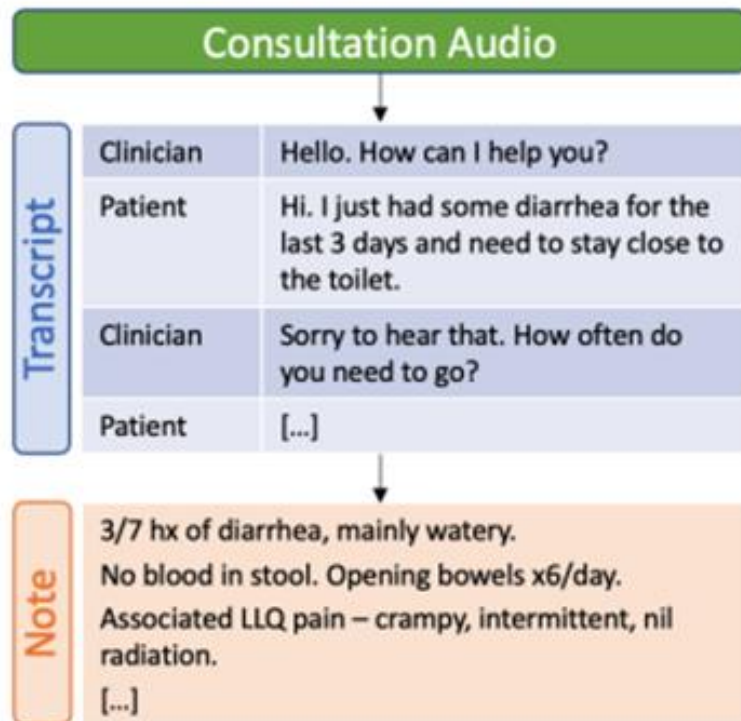 Consultation Audio
Transcript
Clinician
Hello. How can I help you?
Patient
Hi. I just had some diarrhea for the
last 3 days and need to stay close to
the toilet.
Clinician
Sorry to hear that. How often do
you need to go?
Patient
[...]
Note
3/7 hx of diarrhea, mainly watery.
No blood in stool. Opening bowels x6/day.
Associated LLQ pain – crampy, intermittent, nil
radiation.
[...]